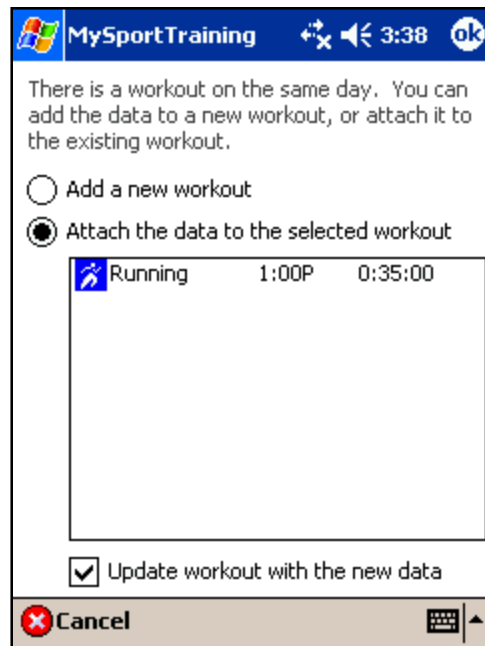 MySportTraining 3:38 ok
There is a workout on the same day.  You can
add the data to a new workout, or attach it to
the existing workout.
Add a new workout
Attach the data to the selected workout
Running 1:00P 0:35:00
Update workout with the new data
Cancel